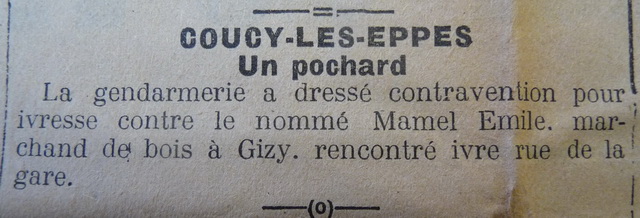 COUCY-LES-EPPES
Un pochard
La gendarmerie a dressé contravention pour
ivresse contre le nommé Mamel Emile. mar-
chand de bois à Gizy. rencontré ivre rue de la
gare.
(o)